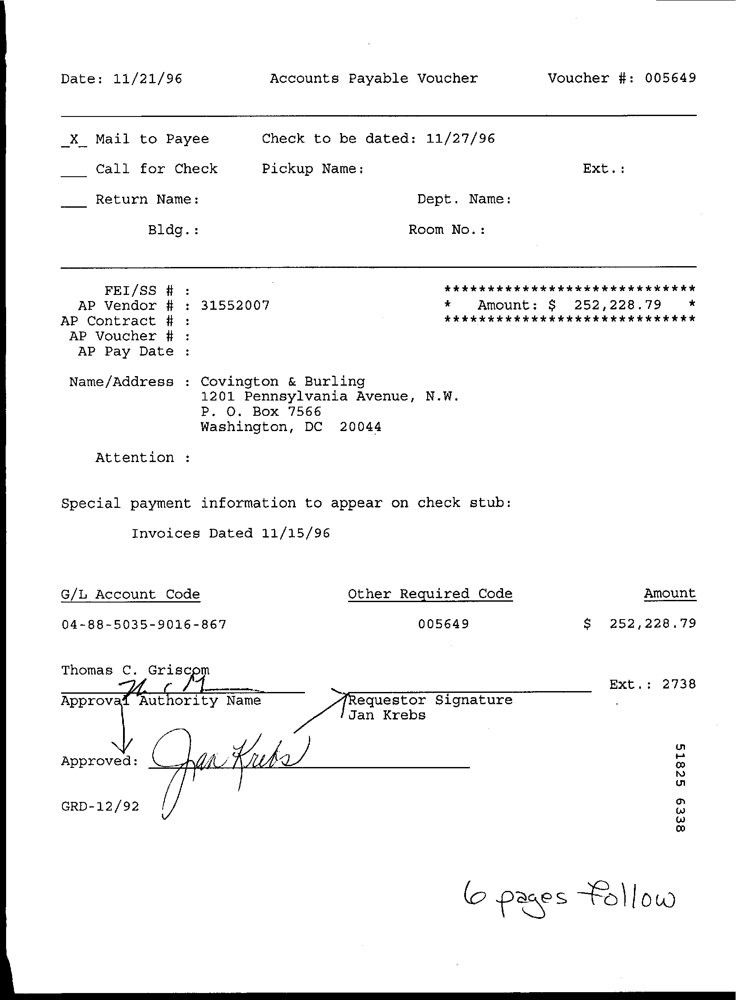 Date: 11/21/96 Accounts Payable Voucher Voucher #: 005649
_X_ Mail to Payee Check to be dated: 11/27/96
___ Call for Check Pickup Name: Ext.:
___ Return Name: Dept. Name:
Bldg.: Room No.:
FEI/SS # :
AP Vendor # : 31552007
AP Contract # :
AP Voucher # :
AP Pay Date :
*****************************
* Amount: $ 252,228.79 *
*****************************
Name/Address : Covington & Burling
1201 Pennsylvania Avenue, N.W.
P. O. Box 7566
Washington, DC 20044
Attention :
Special payment information to appear on check stub:
Invoices Dated 11/15/96
G/L Account Code Other Required Code Amount
04-88-5035-9016-867 005649 $ 252,228.79
Thomas C. Griscom
Ext.: 2738
Approval Authority Name Requestor Signature
Jan Krebs
Approved: Jan Krebs
GRD-12/92
51825 6338
6 pages follow